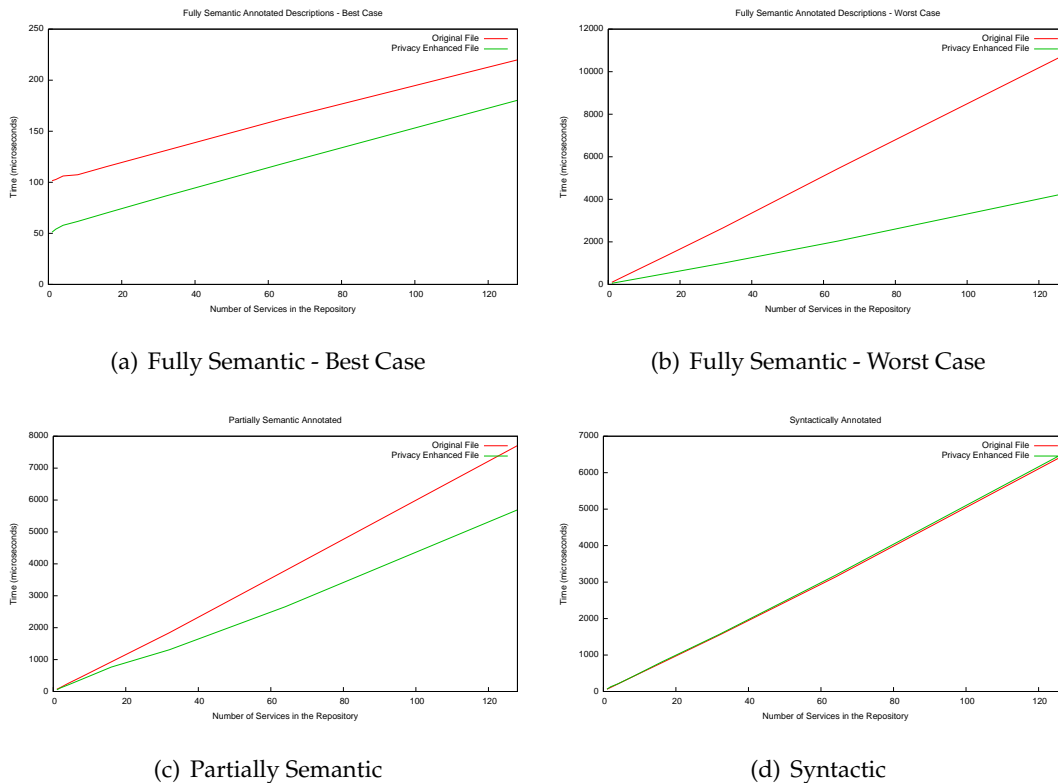 Fully Semantic Annotated Descriptions - Best Case
250
200
150
100
50
0
Time (microseconds)
Original File
Privacy Enhanced File
0 20 40 60 80 100 120
Number of Services in the Repository
(a) Fully Semantic - Best Case
Fully Semantic Annotated Descriptions - Worst Case
12000
10000
8000
6000
4000
2000
0
Time (microseconds)
Original File
Privacy Enhanced File
0 20 40 60 80 100 120
Number of Services in the Repository
(b) Fully Semantic - Worst Case
Partially Semantic Annotated
8000
7000
6000
5000
4000
3000
2000
1000
0
Time (microseconds)
Original File
Privacy Enhanced File
0 20 40 60 80 100 120
Number of Services in the Repository
(c) Partially Semantic
Syntactically Annotated
7000
6000
5000
4000
3000
2000
1000
0
Time (microseconds)
Original File
Privacy Enhanced File
0 20 40 60 80 100 120
Number of Services in the Repository
(d) Syntactic